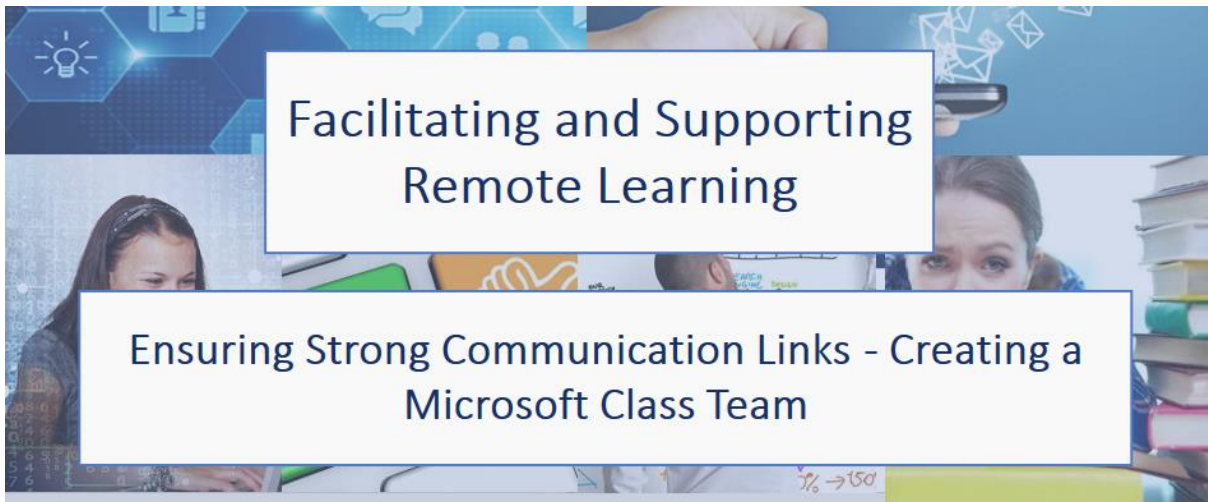 Facilitating and Supporting
Remote Learning
Ensuring Strong Communication Links - Creating a
Microsoft Class Team